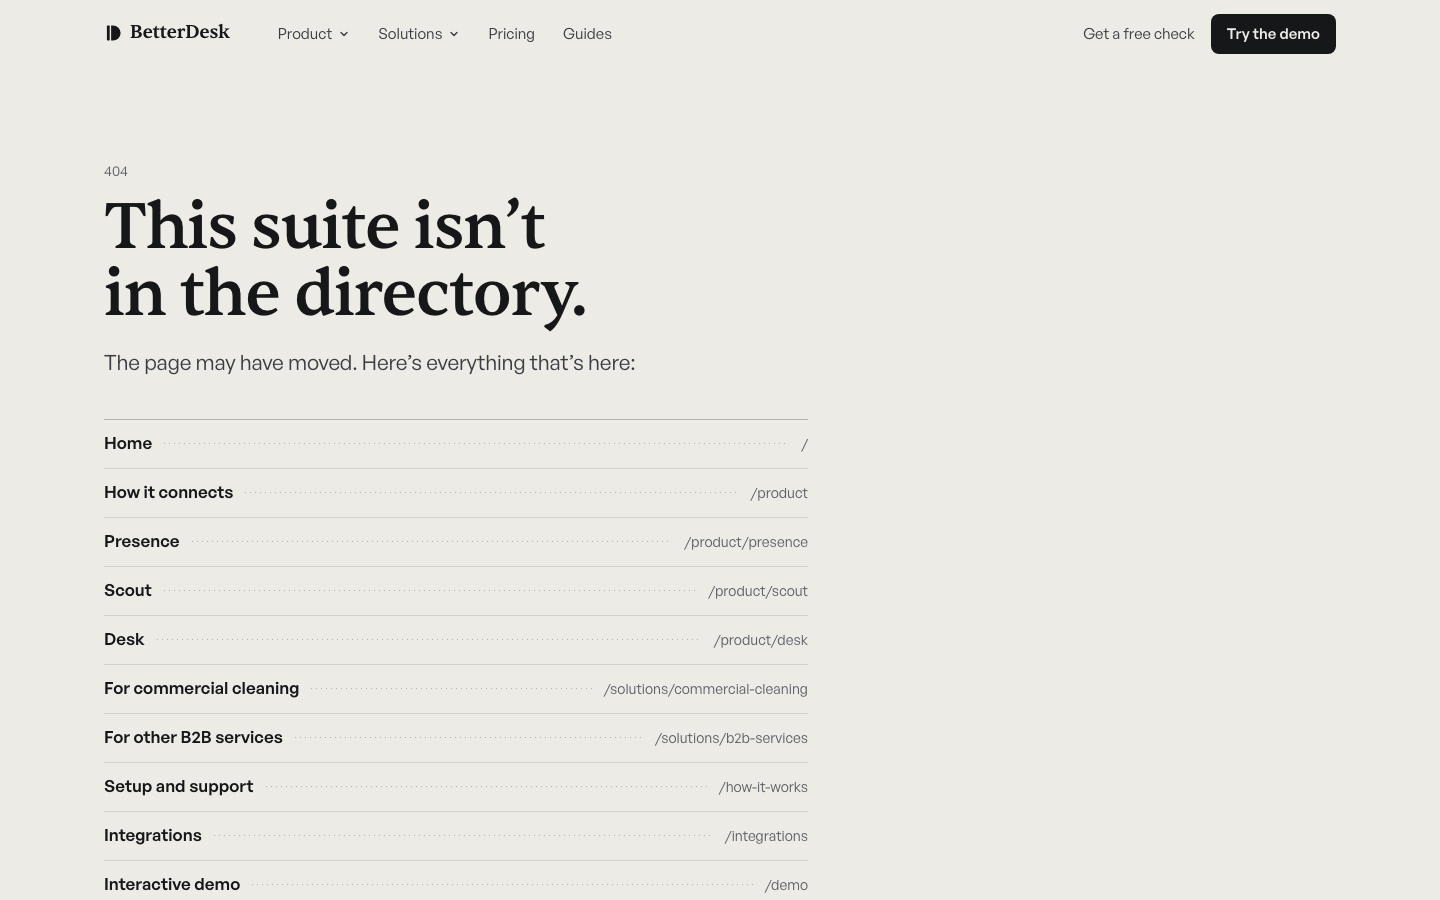 BetterDesk
Product
Solutions
Pricing
Guides
Get a free check
Try the demo
404
This suite isn’t
in the directory.
The page may have moved. Here’s everything that’s here:
Home /
How it connects /product
Presence /product/presence
Scout /product/scout
Desk /product/desk
For commercial cleaning /solutions/commercial-cleaning
For other B2B services /solutions/b2b-services
Setup and support /how-it-works
Integrations /integrations
Interactive demo /demo